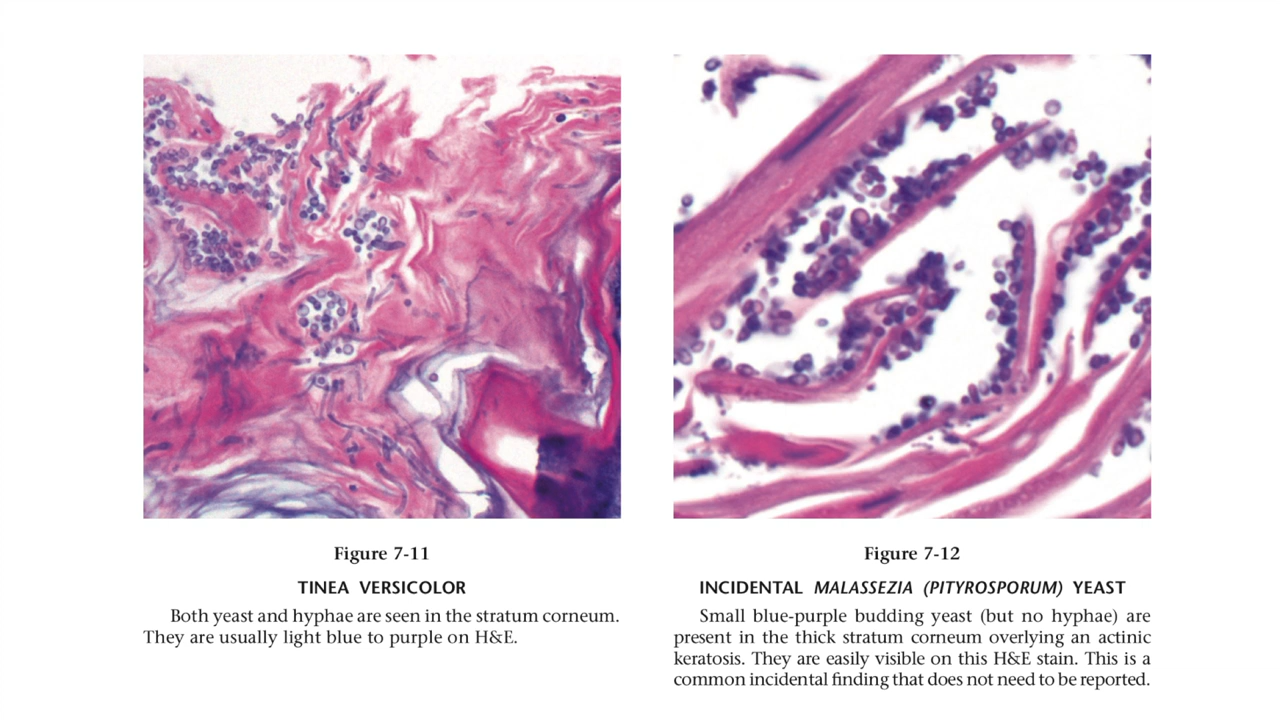 Figure 7-11
TINEA VERSICOLOR
Both yeast and hyphae are seen in the stratum corneum.
They are usually light blue to purple on H&E.
Figure 7-12
INCIDENTAL MALASSEZIA (PITYROSPORUM) YEAST
Small blue-purple budding yeast (but no hyphae) are
present in the thick stratum corneum overlying an actinic
keratosis. They are easily visible on this H&E stain. This is a
common incidental finding that does not need to be reported.